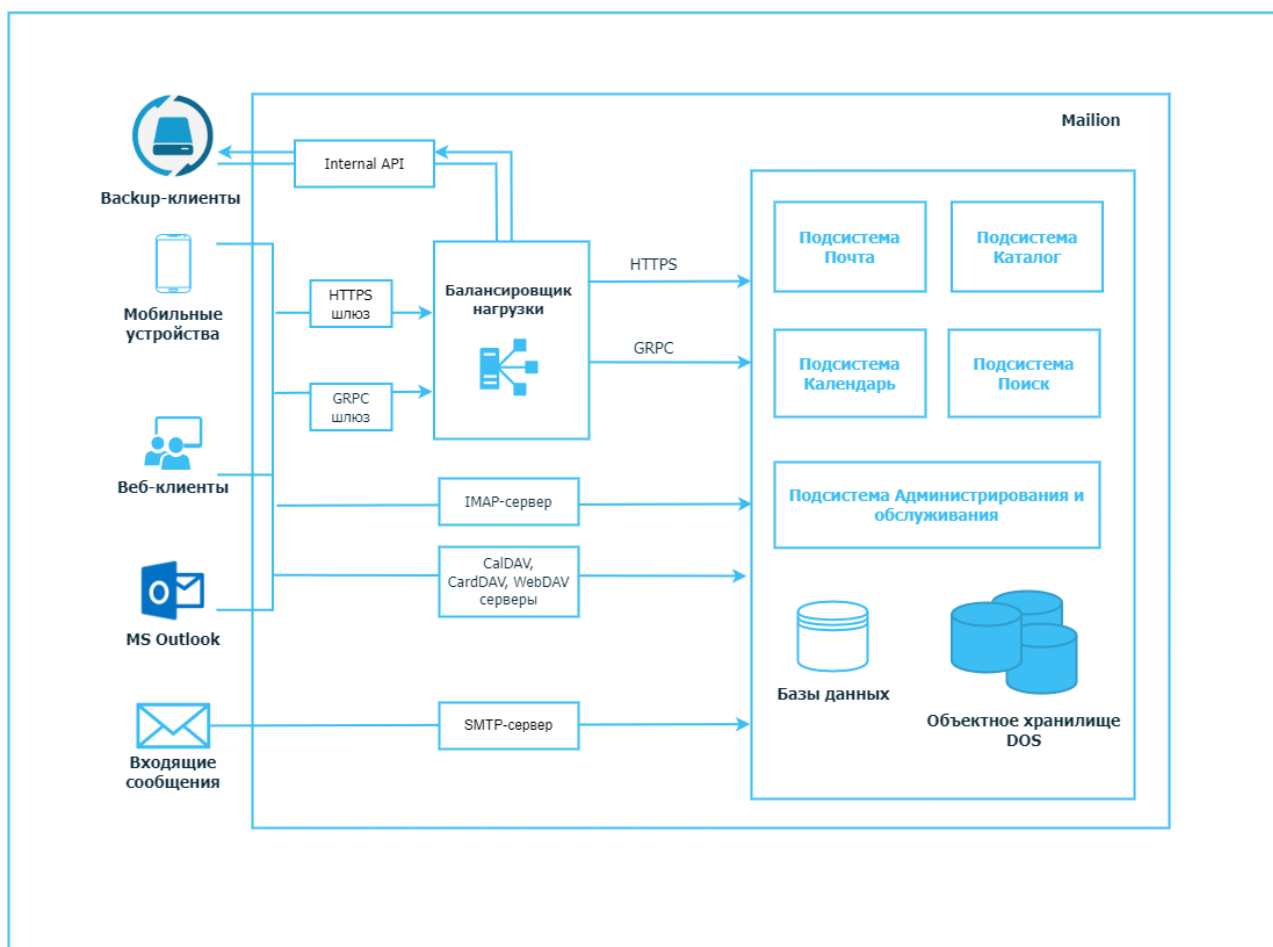 Mailion
Internal API
Backup-клиенты
Подсистема
Почта
Подсистема
Каталог
HTTPS
Балансировщик
нагрузки
HTTPS
шлюз
Мобильные
устройства
GRPC
Подсистема
Календарь
Подсистема
Поиск
GRPC
шлюз
Веб-клиенты
IMAP-сервер
Подсистема Администрирования и
обслуживания
CalDAV,
CardDAV, WebDAV
серверы
MS Outlook
Базы данных
Объектное хранилище
DOS
SMTP-сервер
Входящие
сообщения